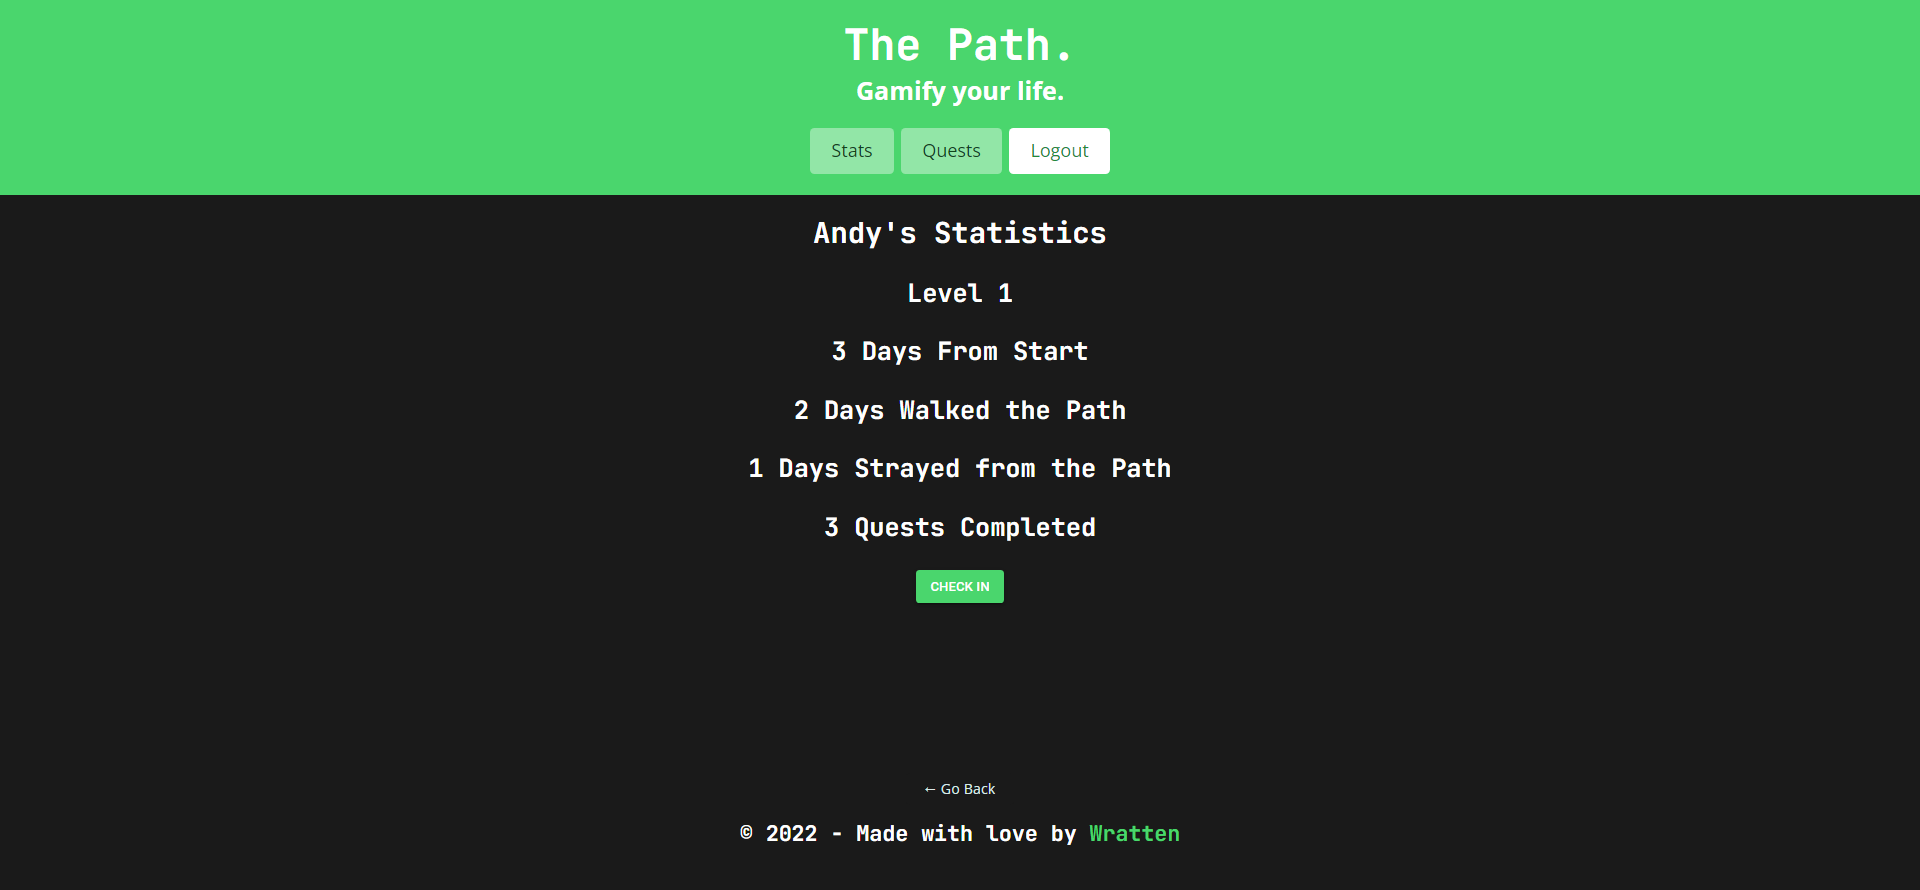 The Path.
Gamify your life.
Stats Quests Logout
Andy's Statistics
Level 1
3 Days From Start
2 Days Walked the Path
1 Days Strayed from the Path
3 Quests Completed
CHECK IN
← Go Back
© 2022 - Made with love by Wratten